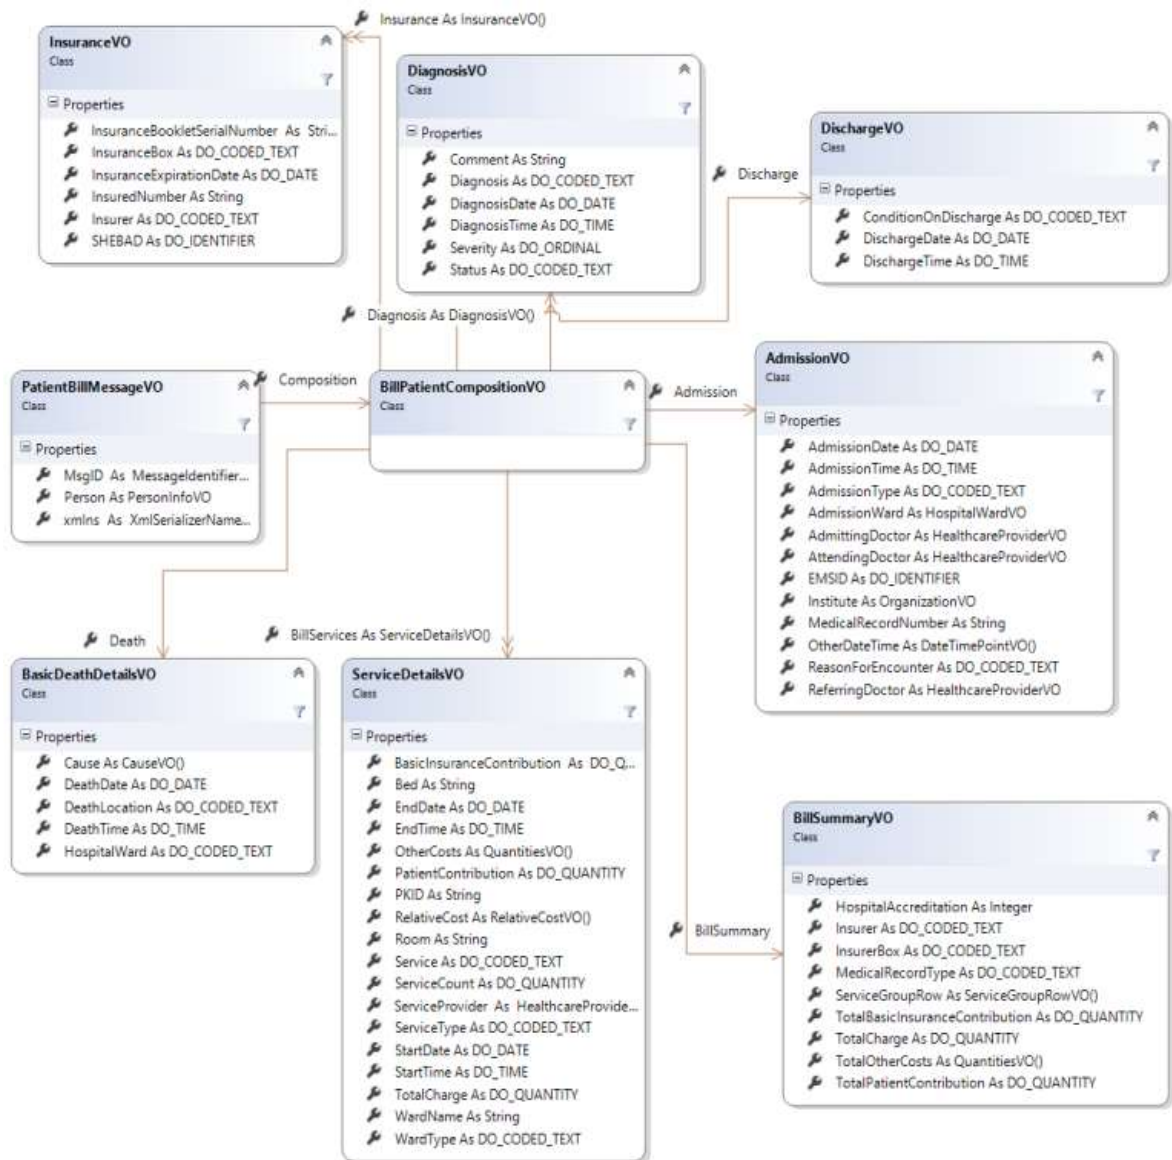 Insurance As InsuranceVO()
InsuranceVO
Class
Properties
InsuranceBookletSerialNumber As Stri...
InsuranceBox As DO_CODED_TEXT
InsuranceExpirationDate As DO_DATE
InsuredNumber As String
Insurer As DO_CODED_TEXT
SHEBAD As DO_IDENTIFIER
DiagnosisVO
Class
Properties
Comment As String
Diagnosis As DO_CODED_TEXT
DiagnosisDate As DO_DATE
DiagnosisTime As DO_TIME
Severity As DO_ORDINAL
Status As DO_CODED_TEXT
Discharge
DischargeVO
Class
Properties
ConditionOnDischarge As DO_CODED_TEXT
DischargeDate As DO_DATE
DischargeTime As DO_TIME
Diagnosis As DiagnosisVO()
PatientBillMessageVO
Class
Properties
MsgID As MessageIdentifier...
Person As PersonInfoVO
xmlns As XmlSerializerName...
Composition
BillPatientCompositionVO
Class
Admission
AdmissionVO
Class
Properties
AdmissionDate As DO_DATE
AdmissionTime As DO_TIME
AdmissionType As DO_CODED_TEXT
AdmissionWard As HospitalWardVO
AdmittingDoctor As HealthcareProviderVO
AttendingDoctor As HealthcareProviderVO
EMSID As DO_IDENTIFIER
Institute As OrganizationVO
MedicalRecordNumber As String
OtherDateTime As DateTimePointVO()
ReasonForEncounter As DO_CODED_TEXT
ReferringDoctor As HealthcareProviderVO
Death
BasicDeathDetailsVO
Class
Properties
Cause As CauseVO()
DeathDate As DO_DATE
DeathLocation As DO_CODED_TEXT
DeathTime As DO_TIME
HospitalWard As DO_CODED_TEXT
BillServices As ServiceDetailsVO()
ServiceDetailsVO
Class
Properties
BasicInsuranceContribution As DO_Q...
Bed As String
EndDate As DO_DATE
EndTime As DO_TIME
OtherCosts As QuantitiesVO()
PatientContribution As DO_QUANTITY
PKID As String
RelativeCost As RelativeCostVO()
Room As String
Service As DO_CODED_TEXT
ServiceCount As DO_QUANTITY
ServiceProvider As HealthcareProvide...
ServiceType As DO_CODED_TEXT
StartDate As DO_DATE
StartTime As DO_TIME
TotalCharge As DO_QUANTITY
WardName As String
WardType As DO_CODED_TEXT
BillSummary
BillSummaryVO
Class
Properties
HospitalAccreditation As Integer
Insurer As DO_CODED_TEXT
InsurerBox As DO_CODED_TEXT
MedicalRecordType As DO_CODED_TEXT
ServiceGroupRow As ServiceGroupRowVO()
TotalBasicInsuranceContribution As DO_QUANTITY
TotalCharge As DO_QUANTITY
TotalOtherCosts As QuantitiesVO()
TotalPatientContribution As DO_QUANTITY